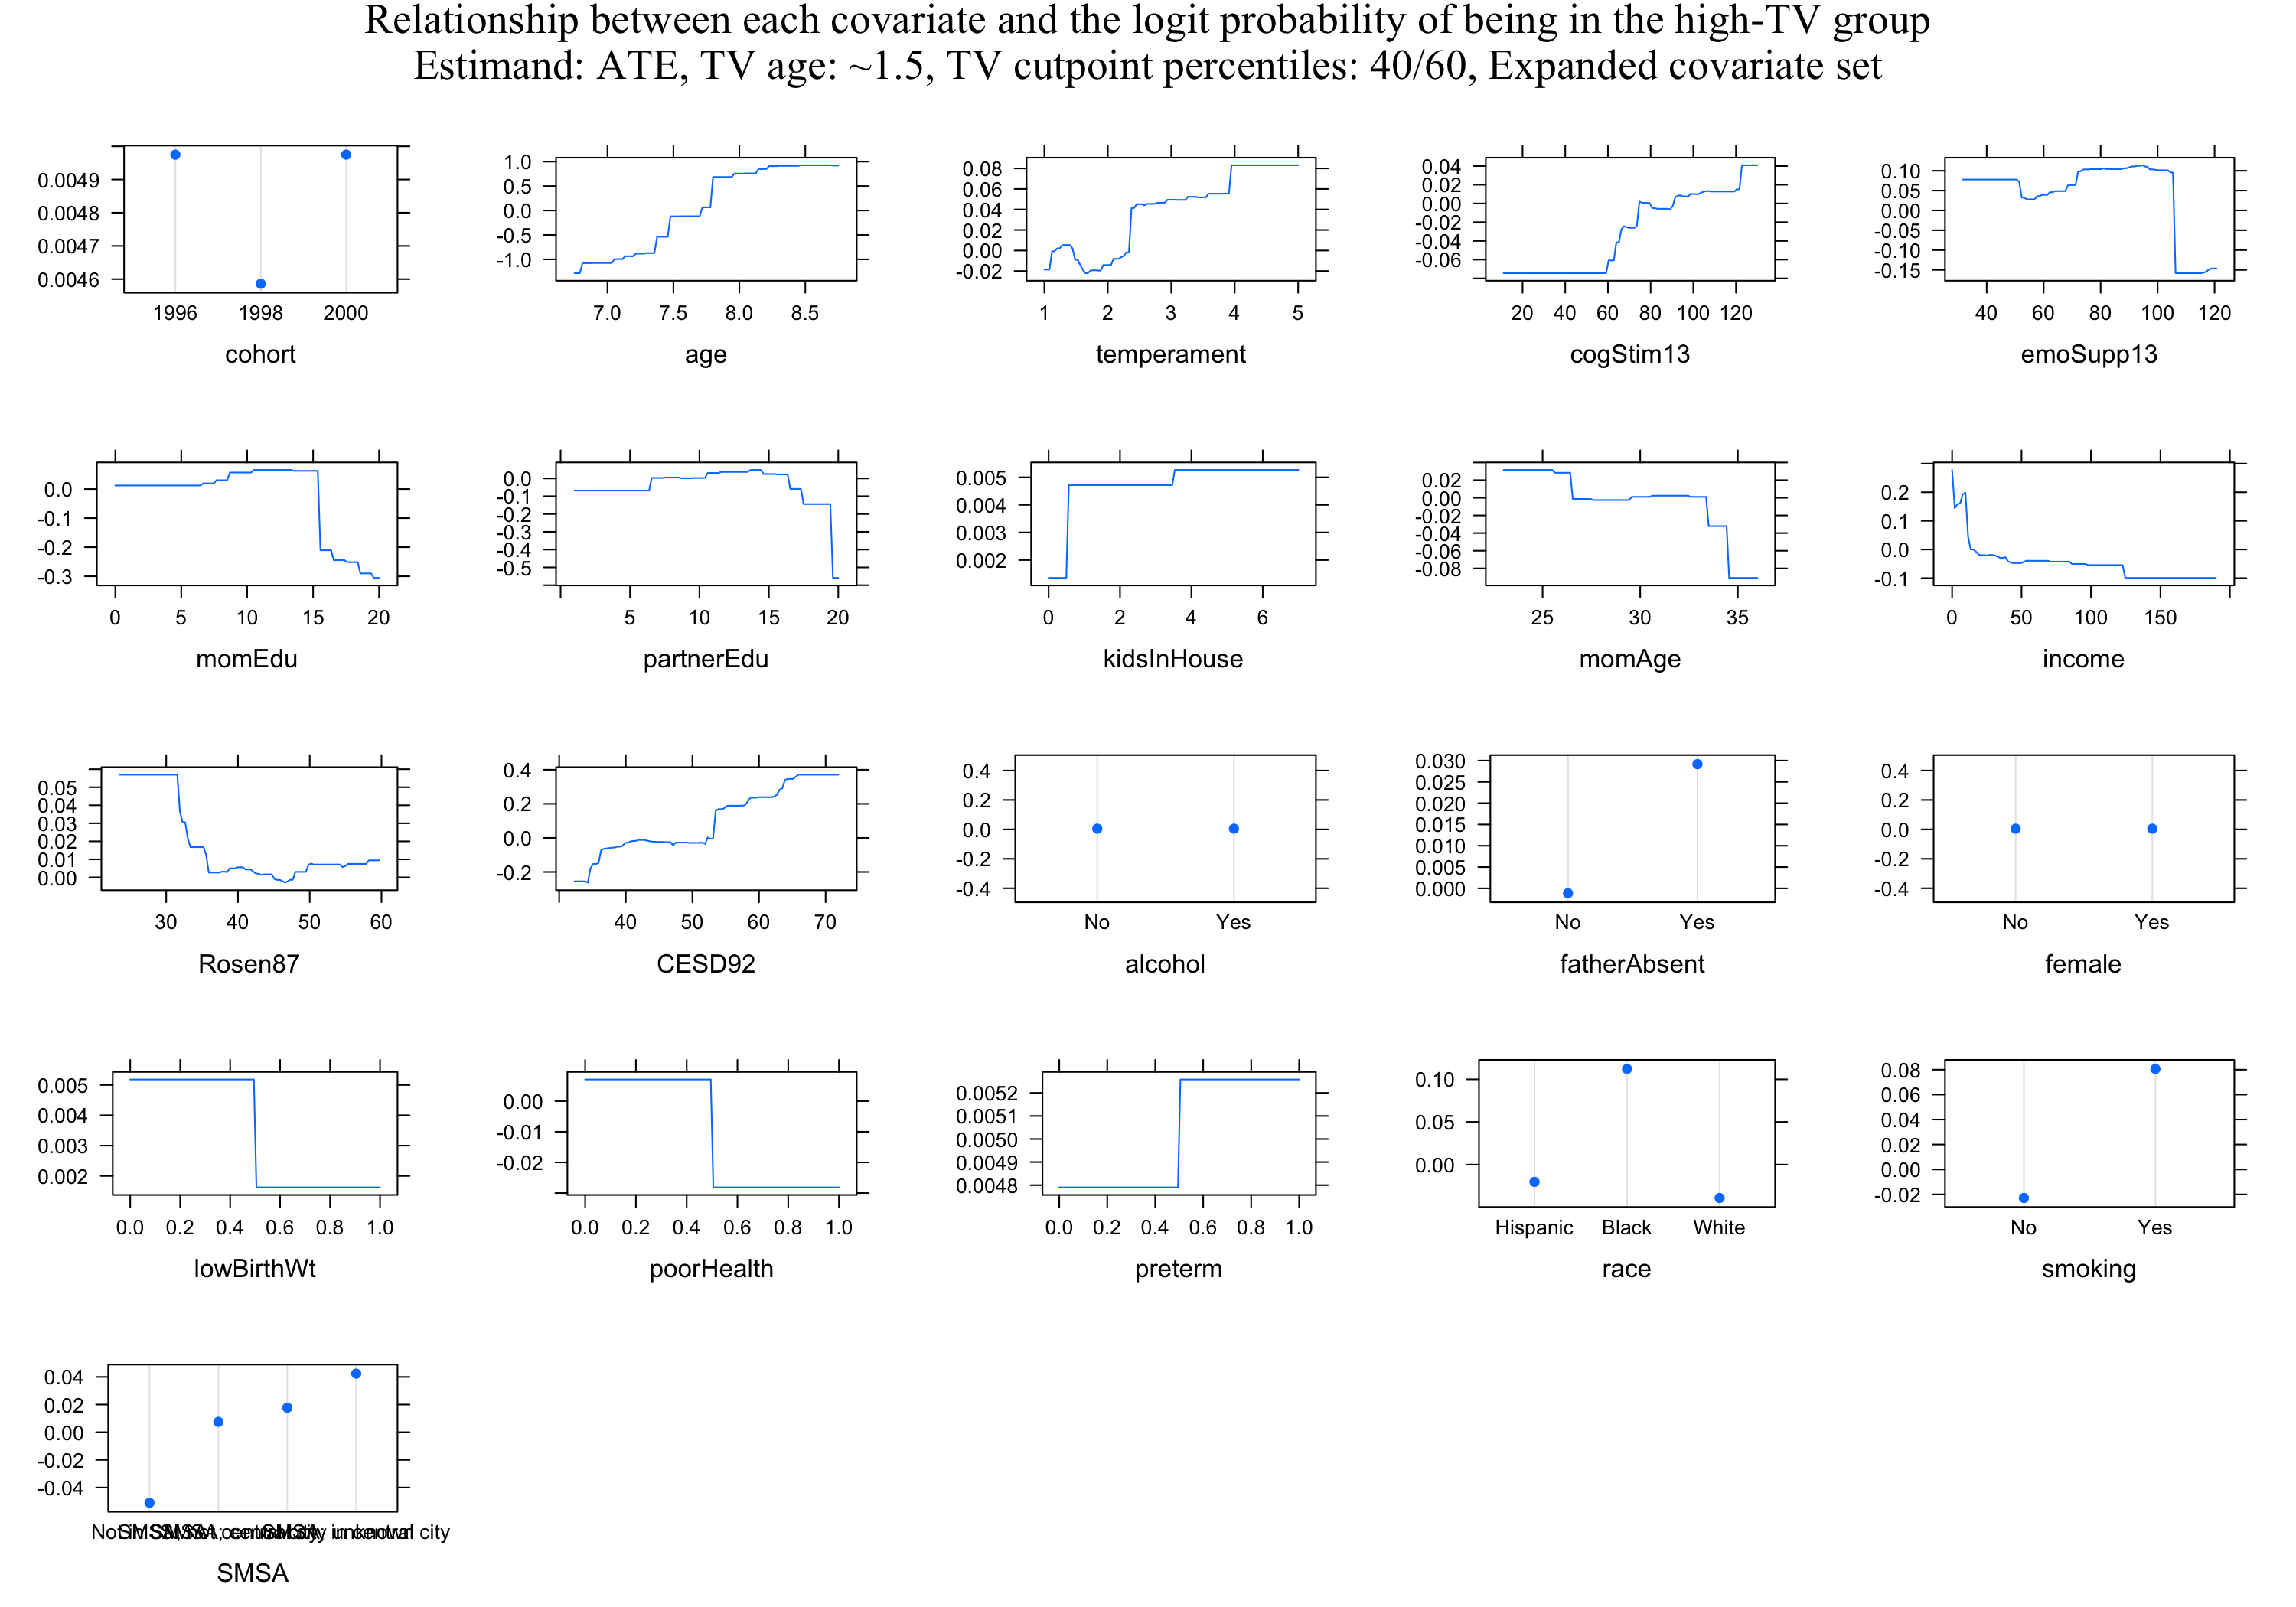 Relationship between each covariate and the logit probability of being in the high-TV group
Estimand: ATE, TV age: ~1.5, TV cutpoint percentiles: 40/60, Expanded covariate set
0.0049
0.0048
0.0047
0.0046
1996 1998 2000
cohort
1.0
0.5
0.0
-0.5
-1.0
7.0 7.5 8.0 8.5
age
0.08
0.06
0.04
0.02
0.00
-0.02
1 2 3 4 5
temperament
0.04
0.02
0.00
-0.02
-0.04
-0.06
20 40 60 80 100 120
cogStim13
0.10
0.05
0.00
-0.05
-0.10
-0.15
40 60 80 100 120
emoSupp13
0.0
-0.1
-0.2
-0.3
0 5 10 15 20
momEdu
0.0
-0.1
-0.2
-0.3
-0.4
-0.5
5 10 15 20
partnerEdu
0.005
0.004
0.003
0.002
0 2 4 6
kidsInHouse
0.02
0.00
-0.02
-0.04
-0.06
-0.08
25 30 35
momAge
0.2
0.1
0.0
-0.1
0 50 100 150
income
0.05
0.04
0.03
0.02
0.01
0.00
30 40 50 60
Rosen87
0.4
0.2
0.0
-0.2
40 50 60 70
CESD92
0.4
0.2
0.0
-0.2
-0.4
No Yes
alcohol
0.030
0.025
0.020
0.015
0.010
0.005
0.000
No Yes
fatherAbsent
0.4
0.2
0.0
-0.2
-0.4
No Yes
female
0.005
0.004
0.003
0.002
0.0 0.2 0.4 0.6 0.8 1.0
lowBirthWt
0.00
-0.01
-0.02
0.0 0.2 0.4 0.6 0.8 1.0
poorHealth
0.0052
0.0051
0.0050
0.0049
0.0048
0.0 0.2 0.4 0.6 0.8 1.0
preterm
0.10
0.05
0.00
Hispanic Black White
race
0.08
0.06
0.04
0.02
0.00
-0.02
No Yes
smoking
0.04
0.02
0.00
-0.02
-0.04
SMSA